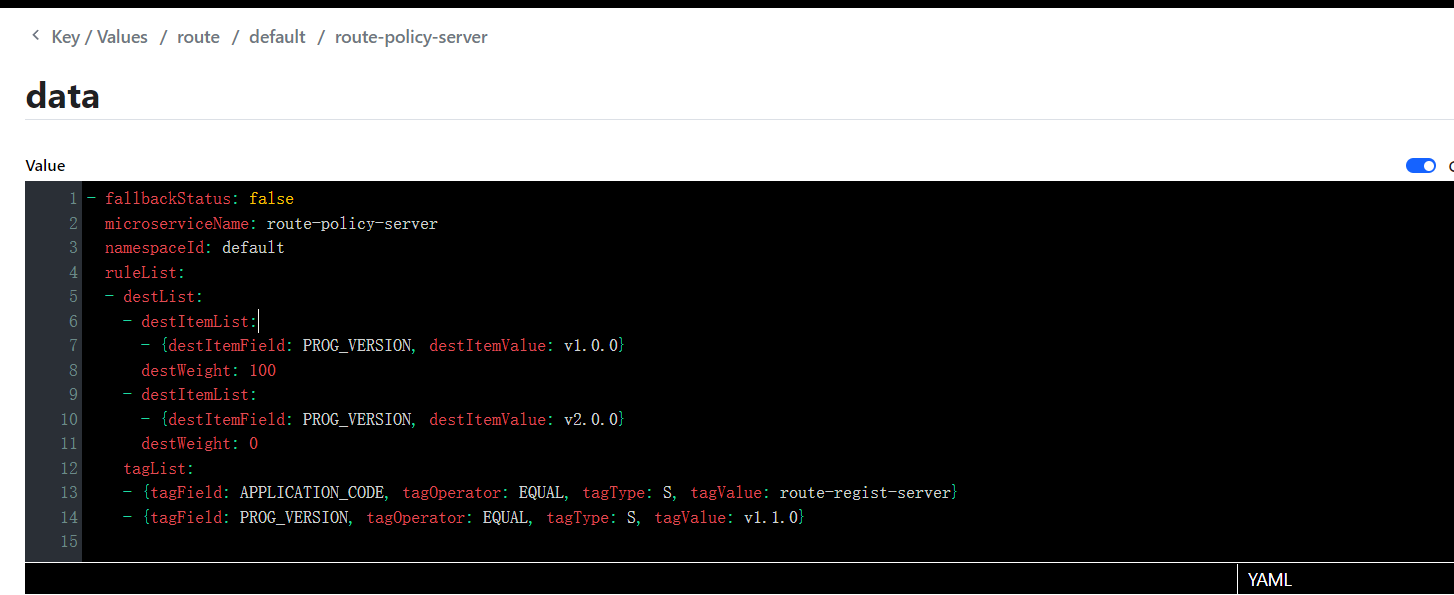 Key / Values / route / default / route-policy-server
data
Value
1 - fallbackStatus: false
2 microserviceName: route-policy-server
3 namespaceId: default
4 ruleList:
5 - destList:
6 - destItemList:
7 - {destItemField: PROG_VERSION, destItemValue: v1.0.0}
8 destWeight: 100
9 - destItemList:
10 - {destItemField: PROG_VERSION, destItemValue: v2.0.0}
11 destWeight: 0
12 tagList:
13 - {tagField: APPLICATION_CODE, tagOperator: EQUAL, tagType: S, tagValue: route-regist-server}
14 - {tagField: PROG_VERSION, tagOperator: EQUAL, tagType: S, tagValue: v1.1.0}
15
YAML